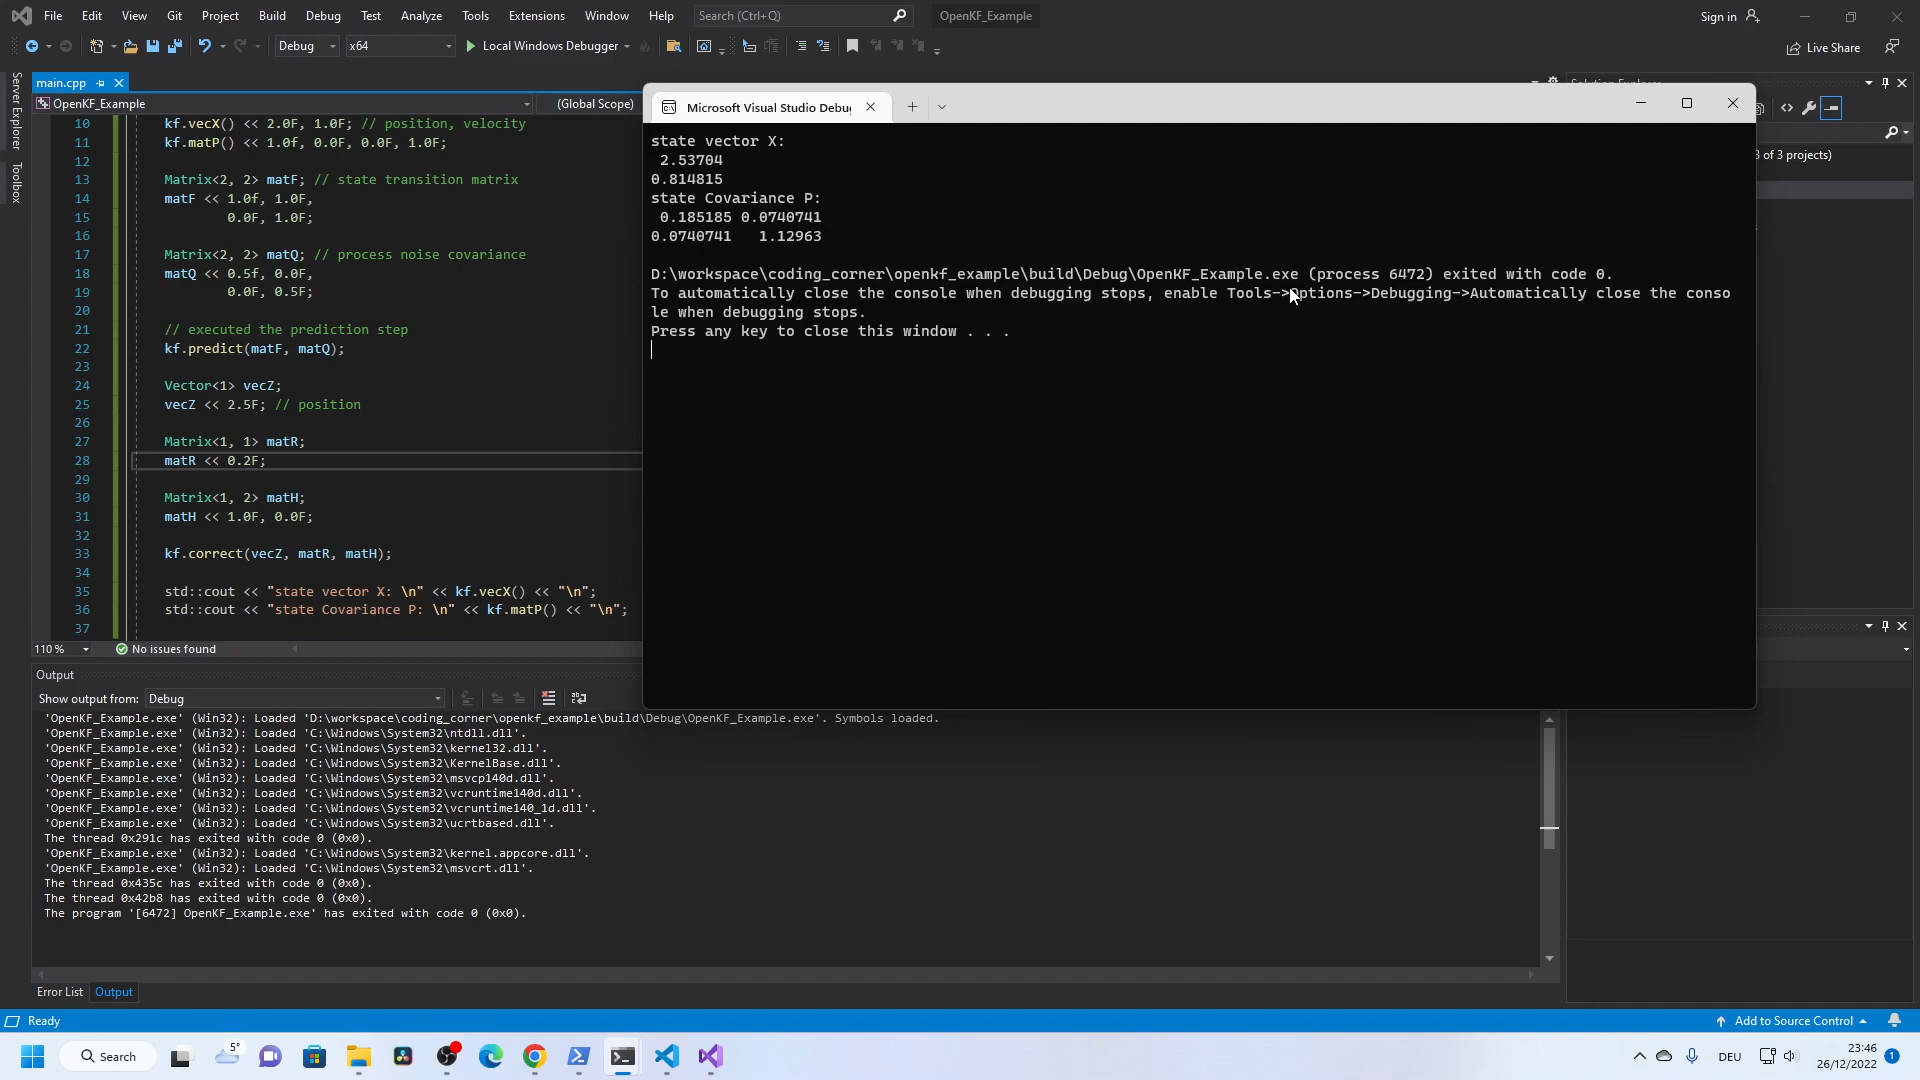 File Edit View Git Project Build Debug Test Analyze Tools Extensions Window Help Search (Ctrl+Q) OpenKF_Example Sign in
Debug x64 Local Windows Debugger Live Share
Server Explorer
Toolbox
main.cpp
OpenKF_Example (Global Scope)
10 kf.vecX() << 2.0F, 1.0F; // position, velocity
11 kf.matP() << 1.0f, 0.0F, 0.0F, 1.0F;
12
13 Matrix<2, 2> matF; // state transition matrix
14 matF << 1.0f, 1.0F,
15 0.0F, 1.0F;
16
17 Matrix<2, 2> matQ; // process noise covariance
18 matQ << 0.5f, 0.0F,
19 0.0F, 0.5F;
20
21 // executed the prediction step
22 kf.predict(matF, matQ);
23
24 Vector<1> vecZ;
25 vecZ << 2.5F; // position
26
27 Matrix<1, 1> matR;
28 matR << 0.2F;
29
30 Matrix<1, 2> matH;
31 matH << 1.0F, 0.0F;
32
33 kf.correct(vecZ, matR, matH);
34
35 std::cout << "state vector X: \n" << kf.vecX() << "\n";
36 std::cout << "state Covariance P: \n" << kf.matP() << "\n";
37
110 % No issues found
Microsoft Visual Studio Debug
state vector X:
2.53704
0.814815
state Covariance P:
0.185185 0.0740741
0.0740741 1.12963
D:\workspace\coding_corner\openkf_example\build\Debug\OpenKF_Example.exe (process 6472) exited with code 0.
To automatically close the console when debugging stops, enable Tools->Options->Debugging->Automatically close the conso
le when debugging stops.
Press any key to close this window . . .
3 of 3 projects)
Output
Show output from: Debug
'OpenKF_Example.exe' (Win32): Loaded 'D:\workspace\coding_corner\openkf_example\build\Debug\OpenKF_Example.exe'. Symbols loaded.
'OpenKF_Example.exe' (Win32): Loaded 'C:\Windows\System32\ntdll.dll'.
'OpenKF_Example.exe' (Win32): Loaded 'C:\Windows\System32\kernel32.dll'.
'OpenKF_Example.exe' (Win32): Loaded 'C:\Windows\System32\KernelBase.dll'.
'OpenKF_Example.exe' (Win32): Loaded 'C:\Windows\System32\msvcp140d.dll'.
'OpenKF_Example.exe' (Win32): Loaded 'C:\Windows\System32\vcruntime140d.dll'.
'OpenKF_Example.exe' (Win32): Loaded 'C:\Windows\System32\vcruntime140_1d.dll'.
'OpenKF_Example.exe' (Win32): Loaded 'C:\Windows\System32\ucrtbased.dll'.
The thread 0x291c has exited with code 0 (0x0).
'OpenKF_Example.exe' (Win32): Loaded 'C:\Windows\System32\kernel.appcore.dll'.
'OpenKF_Example.exe' (Win32): Loaded 'C:\Windows\System32\msvcrt.dll'.
The thread 0x435c has exited with code 0 (0x0).
The thread 0x42b8 has exited with code 0 (0x0).
The program '[6472] OpenKF_Example.exe' has exited with code 0 (0x0).
Error List Output
Ready Add to Source Control
Search 5° DEU 23:46
26/12/2022 1